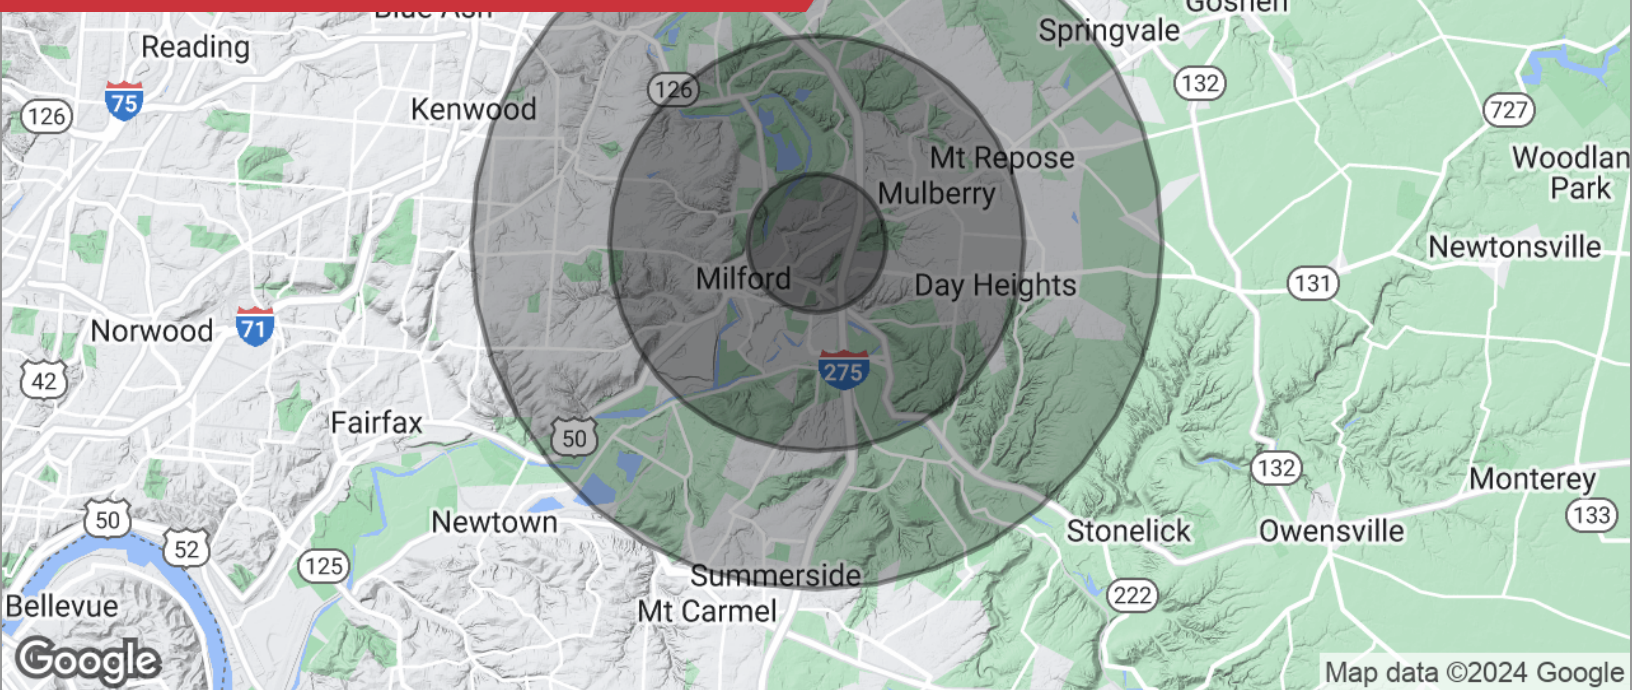 Blue Ash
Goshen
Springvale
Reading
75
126
Kenwood
126
132
727
Mt Repose
Mulberry
Woodlan
Park
Newtonsville
Milford
Day Heights
131
Norwood
71
275
42
Fairfax
50
132
Monterey
133
50
52
Newtown
Stonelick
Owensville
125
Summerside
222
Bellevue
Mt Carmel
Google
Map data ©2024 Google